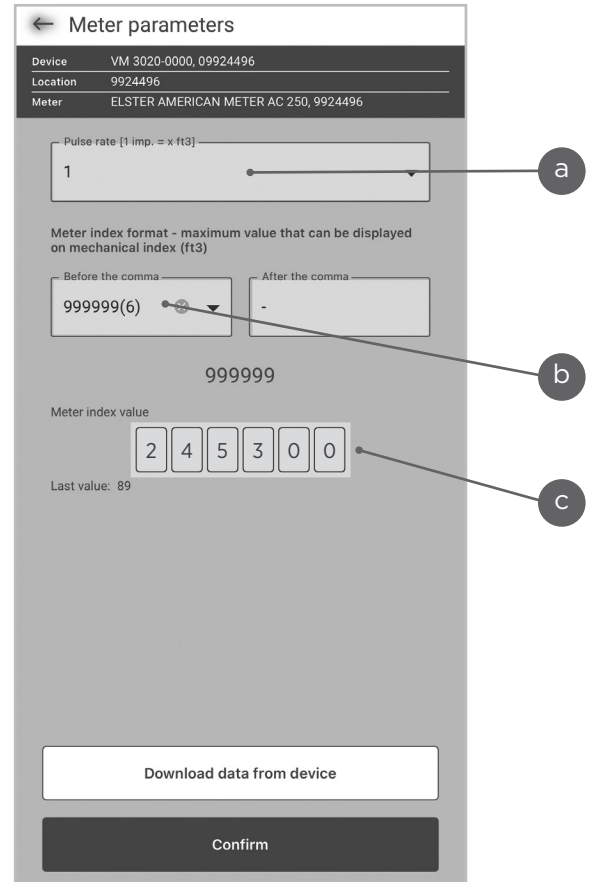 ← Meter parameters
Device VM 3020-0000, 09924496
Location 9924496
Meter ELSTER AMERICAN METER AC 250, 9924496
Pulse rate [1 imp. = x ft3]
1
a
Meter index format - maximum value that can be displayed
on mechanical index (ft3)
Before the comma After the comma
999999(6) -
b
999999
Meter index value
2 4 5 3 0 0
c
Last value: 89
Download data from device
Confirm